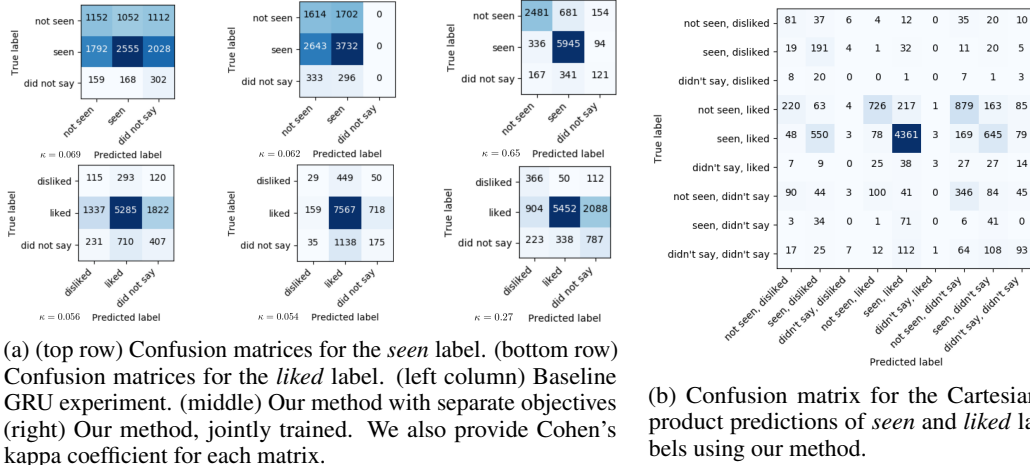 not seen 1152 1052 1112
seen 1792 2555 2028
did not say 159 168 302
True label
not seen seen did not say
κ = 0.069 Predicted label
not seen 1614 1702 0
seen 2643 3732 0
did not say 333 296 0
True label
not seen seen did not say
κ = 0.062 Predicted label
not seen 2481 681 154
seen 336 5945 94
did not say 167 341 121
True label
not seen seen did not say
κ = 0.65 Predicted label
disliked 115 293 120
liked 1337 5285 1822
did not say 231 710 407
True label
disliked liked did not say
κ = 0.056 Predicted label
disliked 29 449 50
liked 159 7567 718
did not say 35 1138 175
True label
disliked liked did not say
κ = 0.054 Predicted label
disliked 366 50 112
liked 904 5452 2088
did not say 223 338 787
True label
disliked liked did not say
κ = 0.27 Predicted label
(a) (top row) Confusion matrices for the seen label. (bottom row)
Confusion matrices for the liked label. (left column) Baseline
GRU experiment. (middle) Our method with separate objectives
(right) Our method, jointly trained. We also provide Cohen's
kappa coefficient for each matrix.
not seen, disliked 81 37 6 4 12 0 35 20 10
seen, disliked 19 191 4 1 32 0 11 20 5
didn't say, disliked 8 20 0 0 1 0 7 1 3
not seen, liked 220 63 4 726 217 1 879 163 85
seen, liked 48 550 3 78 4361 3 169 645 79
didn't say, liked 7 9 0 25 38 3 27 27 14
not seen, didn't say 90 44 3 100 41 0 346 84 45
seen, didn't say 3 34 0 1 71 0 6 41 0
didn't say, didn't say 17 25 7 12 112 1 64 108 93
True label
not seen, disliked
seen, disliked
didn't say, disliked
not seen, liked
seen, liked
didn't say, liked
not seen, didn't say
seen, didn't say
didn't say, didn't say
Predicted label
(b) Confusion matrix for the Cartesian
product predictions of seen and liked la-
bels using our method.